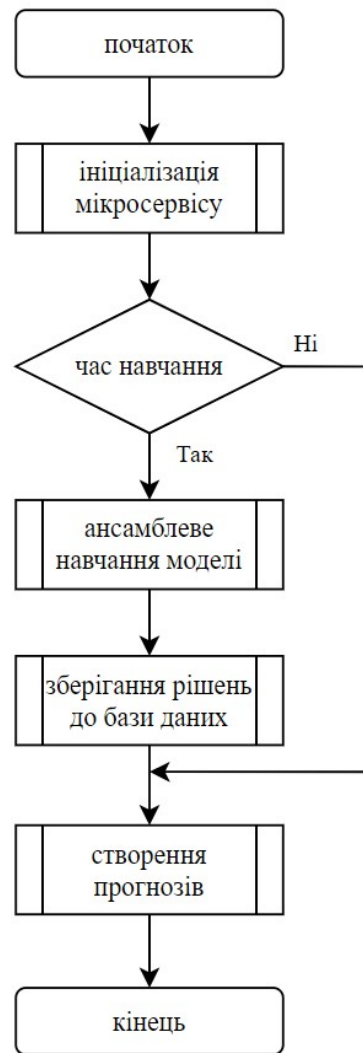 початок
ініціалізація
мікросервісу
час навчання
Ні
Так
ансамблеве
навчання моделі
зберігання рішень
до бази даних
створення
прогнозів
кінець